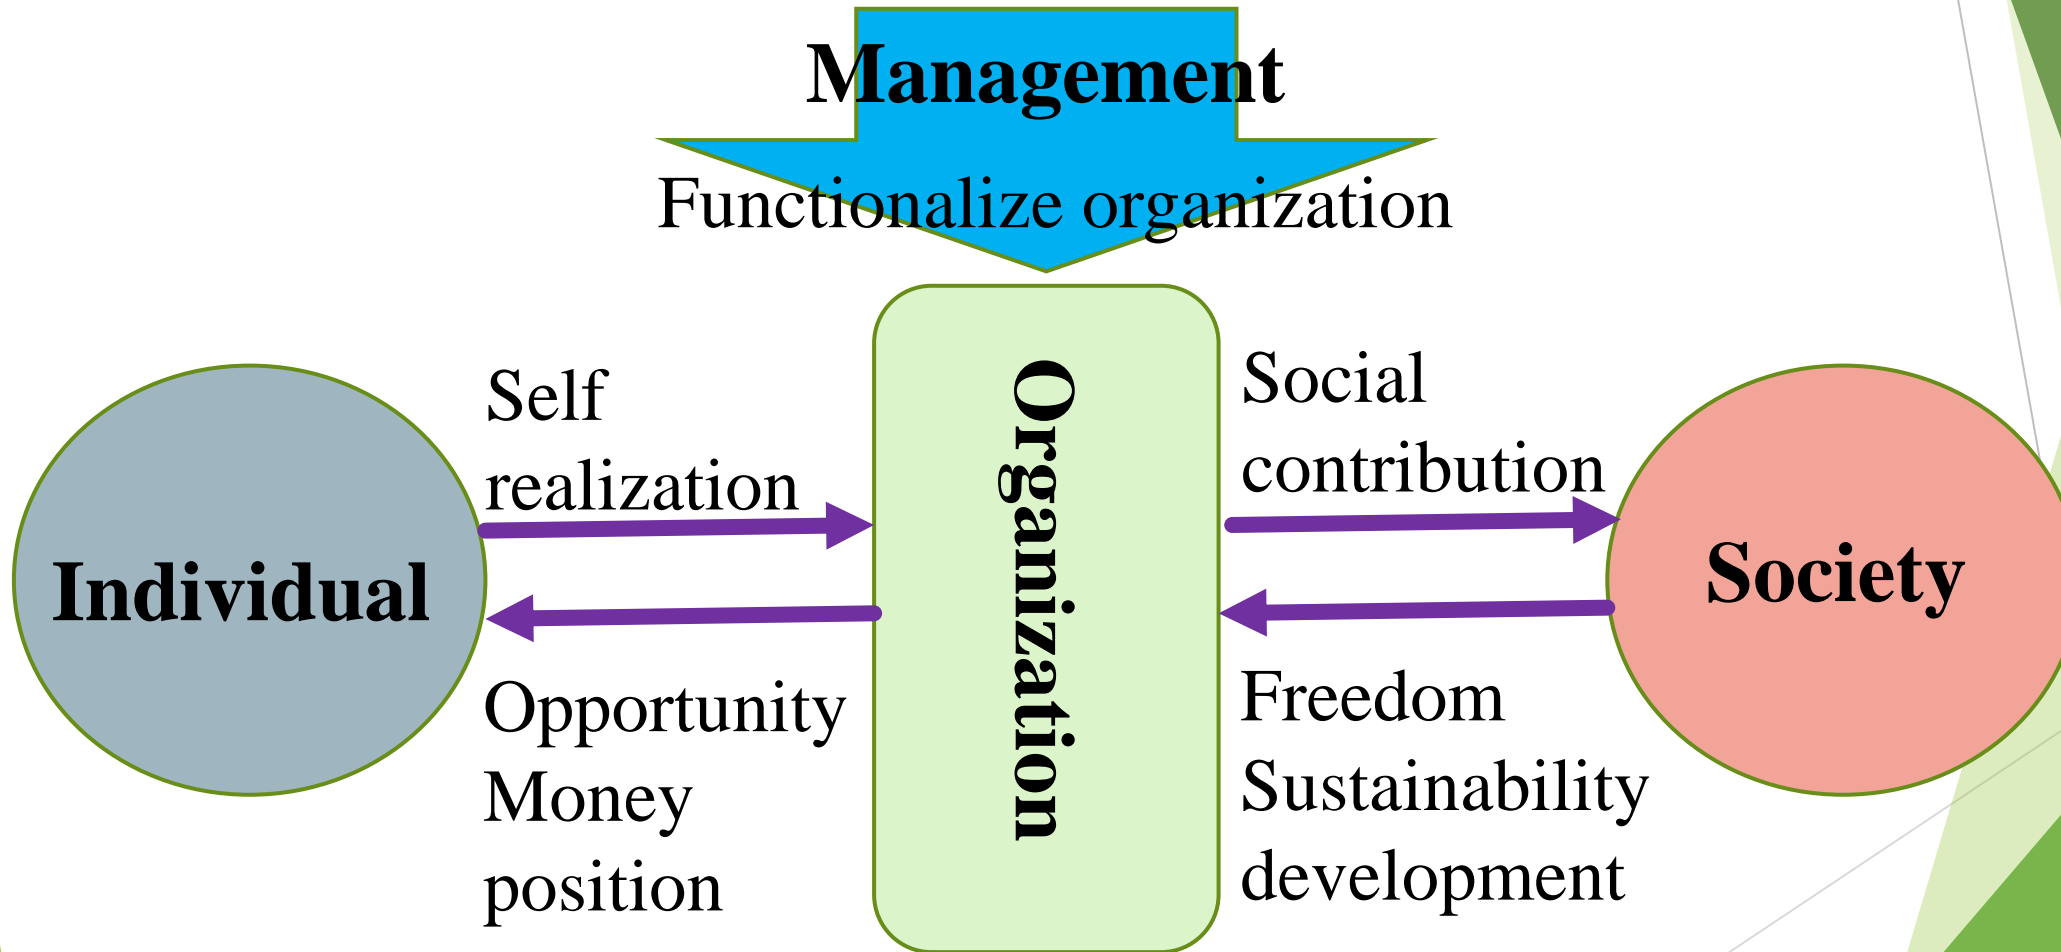 Management
Functionalize organization
Self
realization
Individual
Opportunity
Money
position
Organization
Social
contribution
Society
Freedom
Sustainability
development